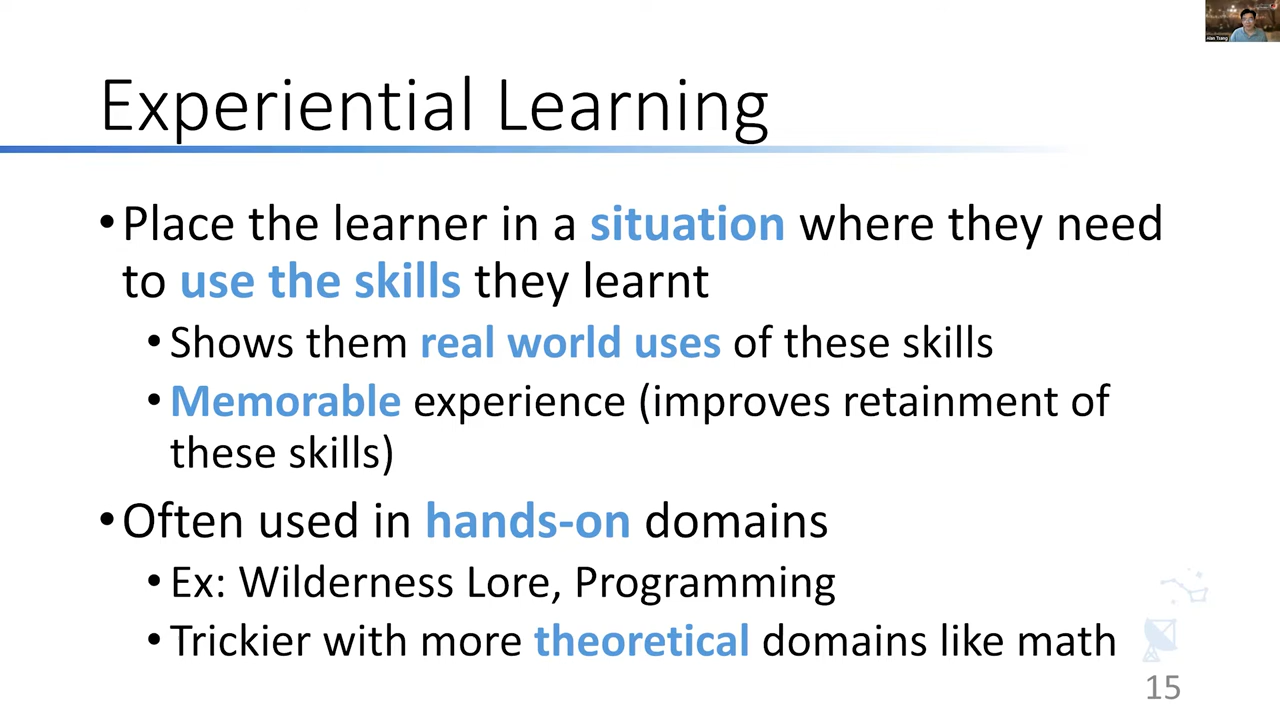 Alan Tsang
Experiential Learning
•Place the learner in a situation where they need
to use the skills they learnt
•Shows them real world uses of these skills
•Memorable experience (improves retainment of
these skills)
•Often used in hands-on domains
•Ex: Wilderness Lore, Programming
•Trickier with more theoretical domains like math
15